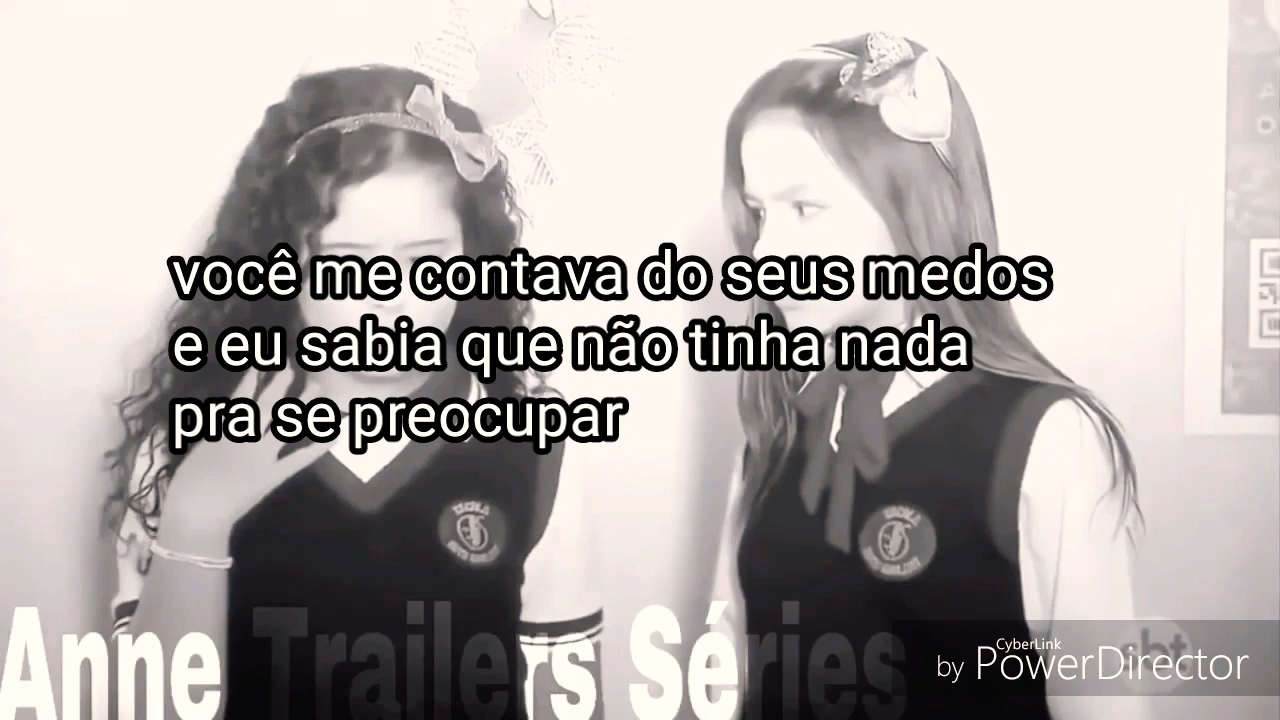 você me contava do seus medos
e eu sabia que não tinha nada
pra se preocupar
Anne Trailers Séries
CyberLink
by PowerDirector
sbt